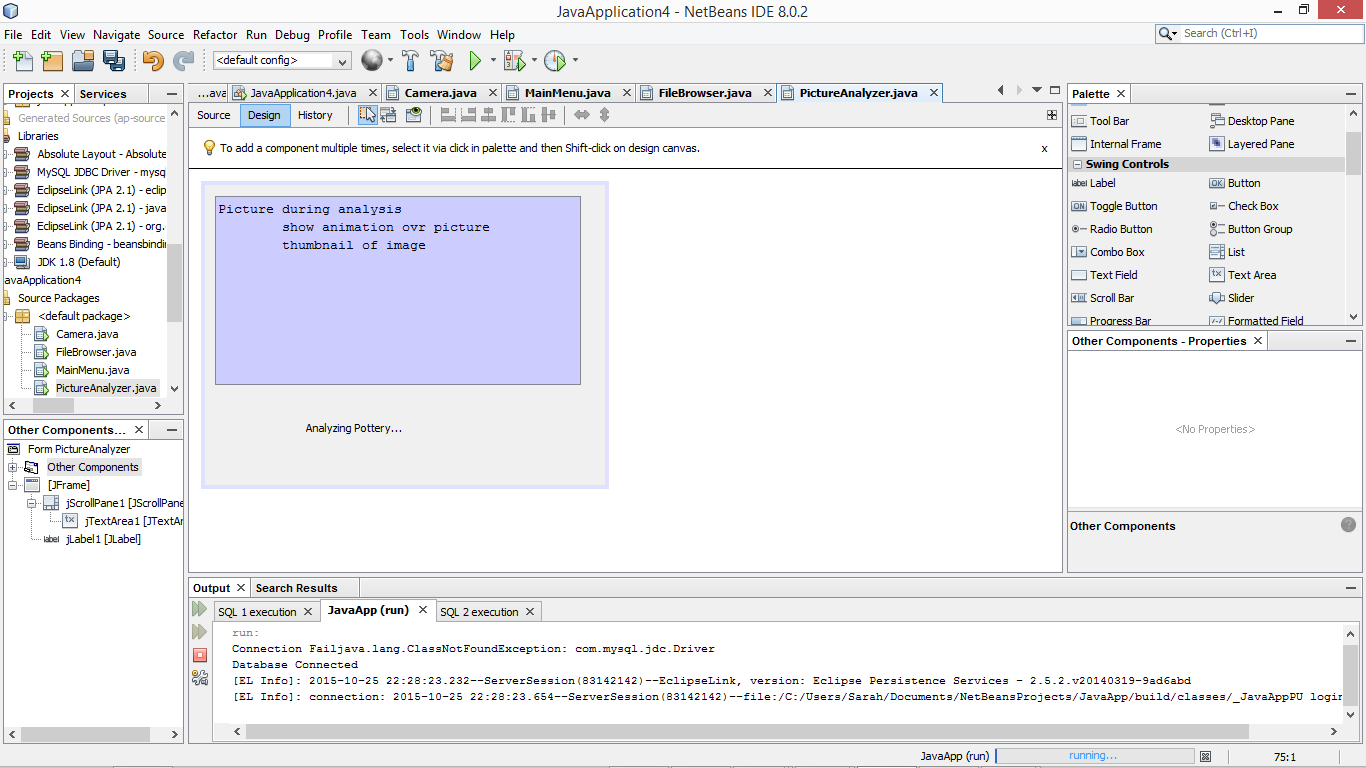 JavaApplication4 - NetBeans IDE 8.0.2
File Edit View Navigate Source Refactor Run Debug Profile Team Tools Window Help
Search (Ctrl+I)
<default config>
Projects Services
Generated Sources (ap-source
Libraries
Absolute Layout - Absolute
MySQL JDBC Driver - mysq
EclipseLink (JPA 2.1) - eclip
EclipseLink (JPA 2.1) - java
EclipseLink (JPA 2.1) - org.
Beans Binding - beansbindi
JDK 1.8 (Default)
avaApplication4
Source Packages
<default package>
Camera.java
FileBrowser.java
MainMenu.java
PictureAnalyzer.java
Other Components...
Form PictureAnalyzer
Other Components
[JFrame]
jScrollPane1 [JScrollPane
jTextArea1 [JTextAr
label jLabel1 [JLabel]
...ava JavaApplication4.java Camera.java MainMenu.java FileBrowser.java PictureAnalyzer.java
Source Design History
To add a component multiple times, select it via click in palette and then Shift-click on design canvas. x
Picture during analysis
show animation ovr picture
thumbnail of image
Analyzing Pottery...
Palette
Tool Bar Desktop Pane
Internal Frame Layered Pane
Swing Controls
label Label OK Button
ON Toggle Button Check Box
Radio Button Button Group
Combo Box List
Text Field Text Area
Scroll Bar Slider
Progress Bar Formatted Field
Other Components - Properties
<No Properties>
Other Components
Output Search Results
SQL 1 execution JavaApp (run) SQL 2 execution
run:
Connection Failjava.lang.ClassNotFoundException: com.mysql.jdc.Driver
Database Connected
[EL Info]: 2015-10-25 22:28:23.232--ServerSession(83142142)--EclipseLink, version: Eclipse Persistence Services - 2.5.2.v20140319-9ad6abd
[EL Info]: connection: 2015-10-25 22:28:23.654--ServerSession(83142142)--file:/C:/Users/Sarah/Documents/NetBeansProjects/JavaApp/build/classes/_JavaAppPU login
JavaApp (run) running... 75:1